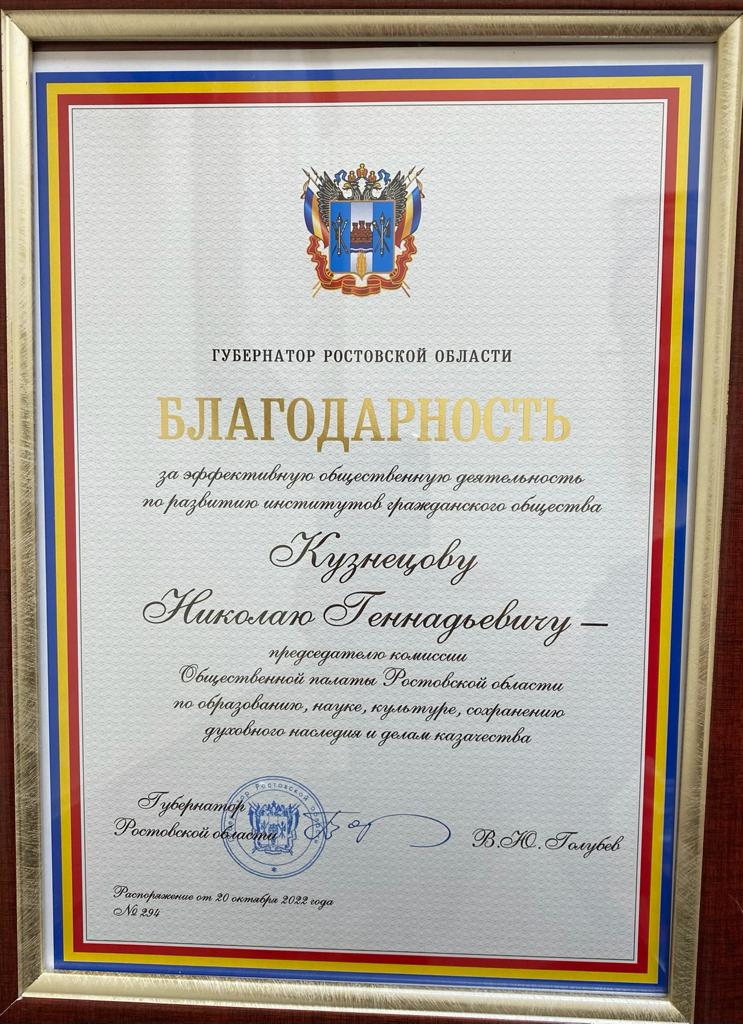 ГУБЕРНАТОР РОСТОВСКОЙ ОБЛАСТИ
БЛАГОДАРНОСТЬ
за эффективную общественную деятельность
по развитию институтов гражданского общества
Кузнецову
Николаю Геннадьевичу –
председателю комиссии
Общественной палаты Ростовской области
по образованию, науке, культуре, сохранению
духовного наследия и делам казачества
Губернатор
Ростовской области
В.Ю. Голубев
Распоряжение от 20 октября 2022 года
№ 294